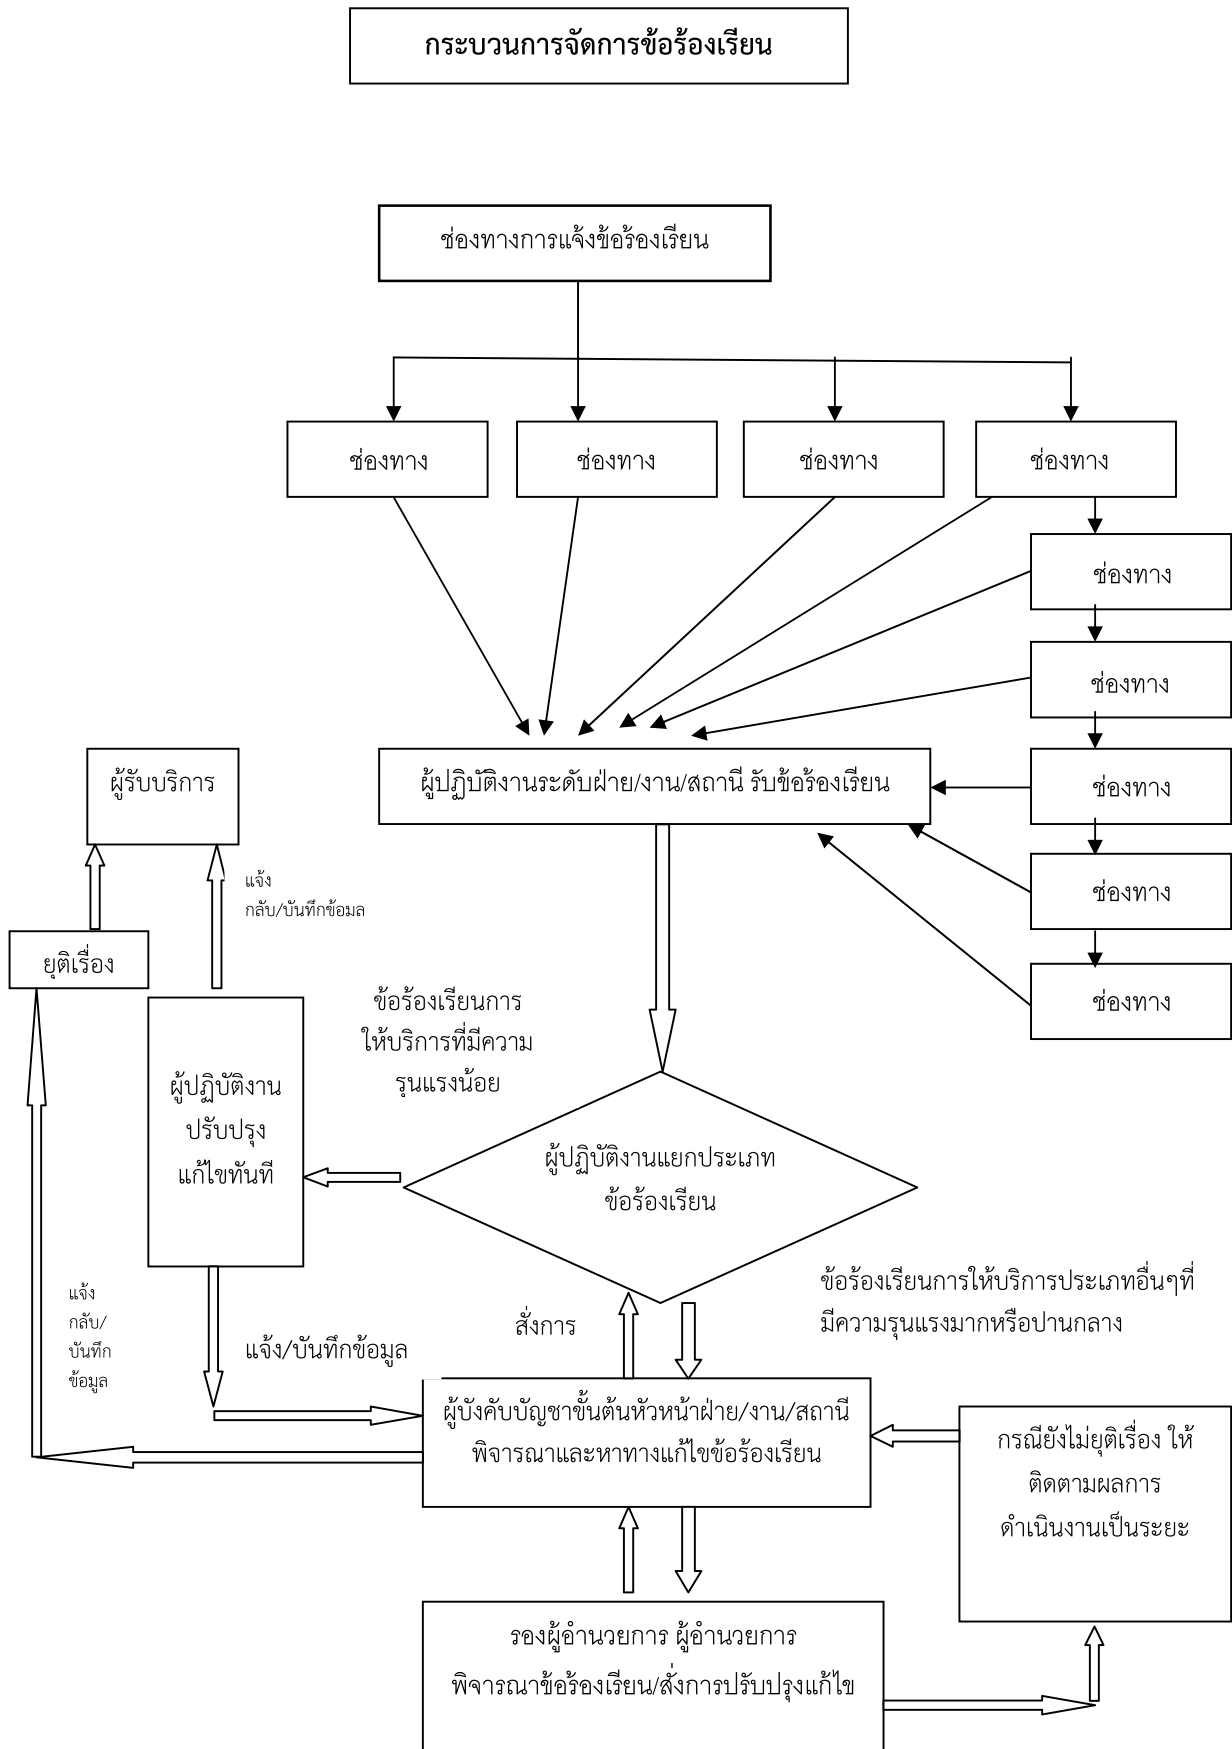 กระบวนการจัดการข้อร้องเรียน
ช่องทางการแจ้งข้อร้องเรียน
ช่องทาง
ช่องทาง
ช่องทาง
ช่องทาง
ช่องทาง
ช่องทาง
ช่องทาง
ช่องทาง
ช่องทาง
ผู้ปฏิบัติงานระดับฝ่าย/งาน/สถานี รับข้อร้องเรียน
ผู้รับบริการ
แจ้ง
กลับ/บันทึกข้อมล
ยุติเรื่อง
ข้อร้องเรียนการ
ให้บริการที่มีความ
รุนแรงน้อย
ผู้ปฏิบัติงาน
ปรับปรุง
แก้ไขทันที
ผู้ปฏิบัติงานแยกประเภท
ข้อร้องเรียน
ข้อร้องเรียนการให้บริการประเภทอื่นๆที่
มีความรุนแรงมากหรือปานกลาง
แจ้ง
กลับ/
บันทึก
ข้อมูล
สั่งการ
แจ้ง/บันทึกข้อมูล
ผู้บังคับบัญชาขั้นต้นหัวหน้าฝ่าย/งาน/สถานี
พิจารณาและหาทางแก้ไขข้อร้องเรียน
กรณียังไม่ยุติเรื่อง ให้
ติดตามผลการ
ดำเนินงานเป็นระยะ
รองผู้อำนวยการ ผู้อำนวยการ
พิจารณาข้อร้องเรียน/สั่งการปรับปรุงแก้ไข